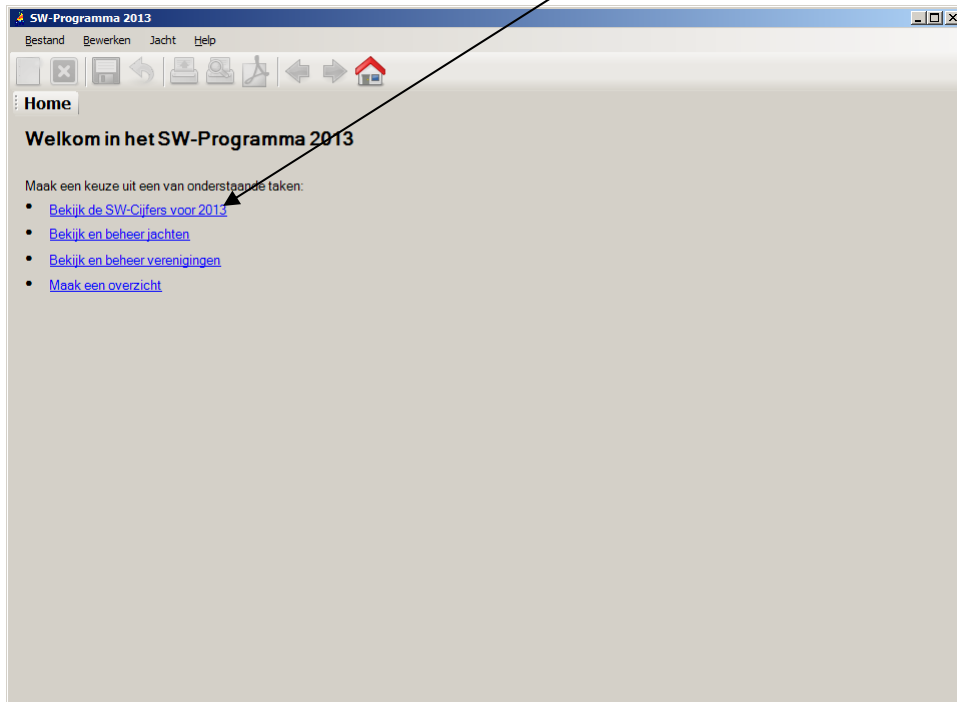 SW-Programma 2013
Bestand Bewerken Jacht Help
Home
Welkom in het SW-Programma 2013
Maak een keuze uit een van onderstaande taken:
• Bekijk de SW-Cijfers voor 2013
• Bekijk en beheer jachten
• Bekijk en beheer verenigingen
• Maak een overzicht